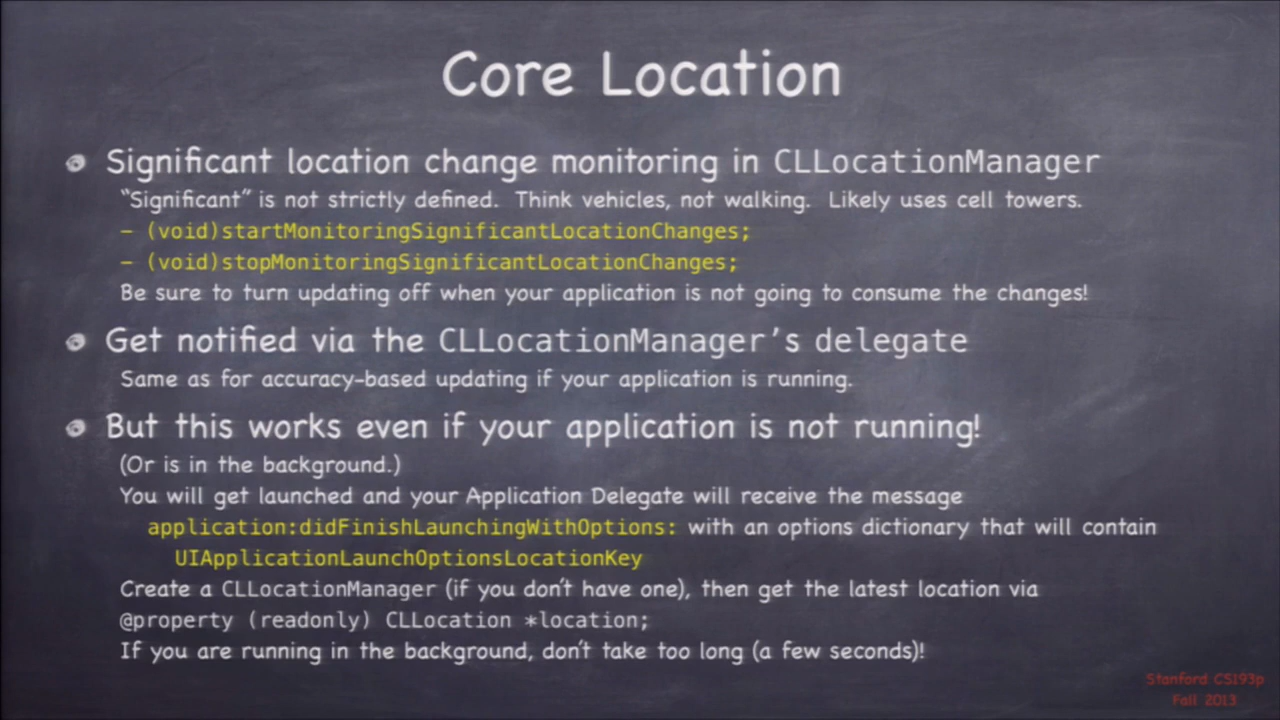 Core Location
Significant location change monitoring in CLLocationManager
“Significant” is not strictly defined. Think vehicles, not walking. Likely uses cell towers.
- (void)startMonitoringSignificantLocationChanges;
- (void)stopMonitoringSignificantLocationChanges;
Be sure to turn updating off when your application is not going to consume the changes!
Get notified via the CLLocationManager’s delegate
Same as for accuracy-based updating if your application is running.
But this works even if your application is not running!
(Or is in the background.)
You will get launched and your Application Delegate will receive the message
application:didFinishLaunchingWithOptions: with an options dictionary that will contain
UIApplicationLaunchOptionsLocationKey
Create a CLLocationManager (if you don’t have one), then get the latest location via
@property (readonly) CLLocation *location;
If you are running in the background, don’t take too long (a few seconds)!
Stanford CS193p
Fall 2013